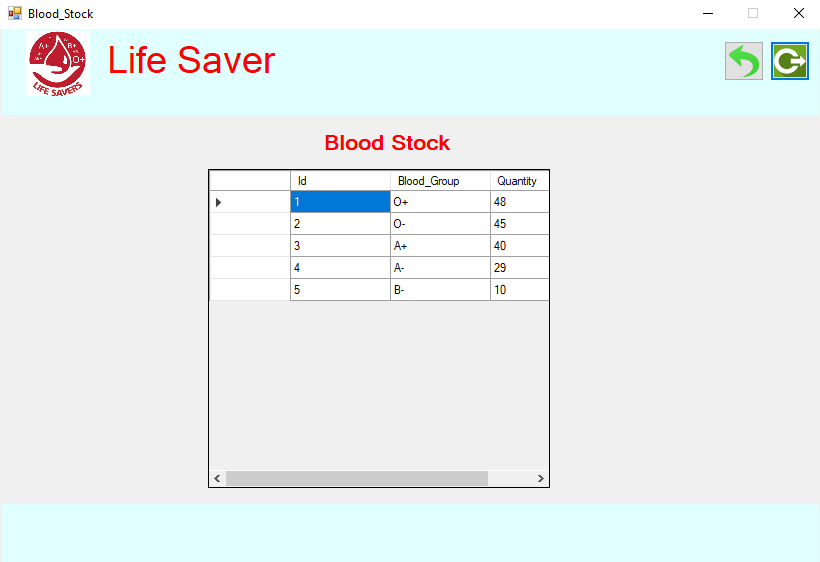 Blood_Stock
A+ B+
O+
LIFE SAVERS
Life Saver
Blood Stock
Id Blood_Group Quantity
1 O+ 48
2 O- 45
3 A+ 40
4 A- 29
5 B- 10